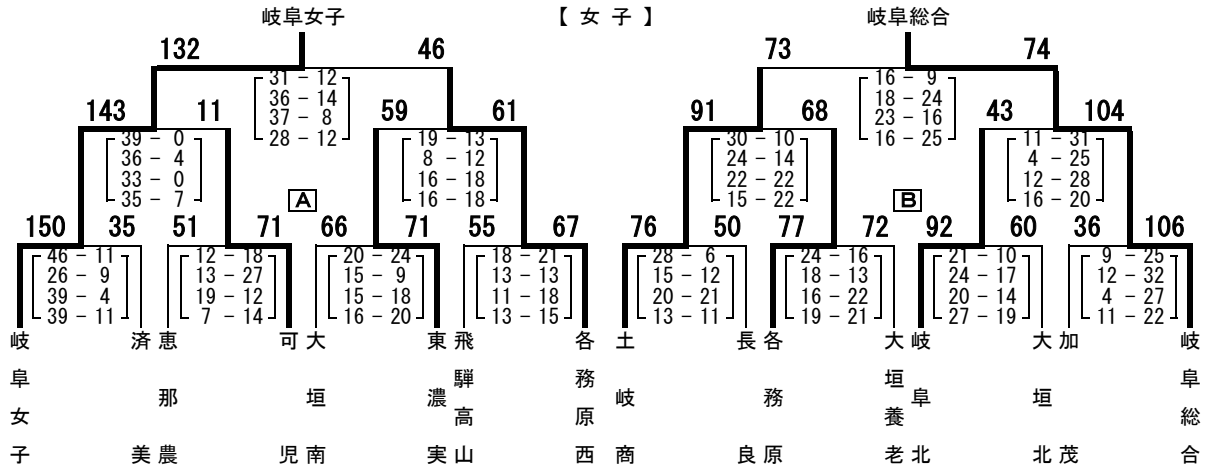 岐阜女子 【 女 子 】 岐阜総合
132 46 73 74
31 − 12 16 − 9
36 − 14 18 − 24
37 − 8 23 − 16
28 − 12 16 − 25
143 11 59 61 91 68 43 104
39 − 0 19 − 13 30 − 10 11 − 31
36 − 4 8 − 12 24 − 14 4 − 25
33 − 0 16 − 18 22 − 22 12 − 28
35 − 7 16 − 18 15 − 22 16 − 20
A B
150 35 51 71 66 71 55 67 76 50 77 72 92 60 36 106
46 − 11 12 − 18 20 − 24 18 − 21 28 − 6 24 − 16 21 − 10 9 − 25
26 − 9 13 − 27 15 − 9 13 − 13 15 − 12 18 − 13 24 − 17 12 − 32
39 − 4 19 − 12 15 − 18 11 − 18 20 − 21 16 − 22 20 − 14 4 − 27
39 − 11 7 − 14 16 − 20 13 − 15 13 − 11 19 − 21 27 − 19 11 − 22
岐阜女子
済美
恵那農
可児
大垣南
東濃実
飛騨高山
各務原西
土岐商
長良
各務原
大垣養老
岐阜北
大垣北
加茂
岐阜総合